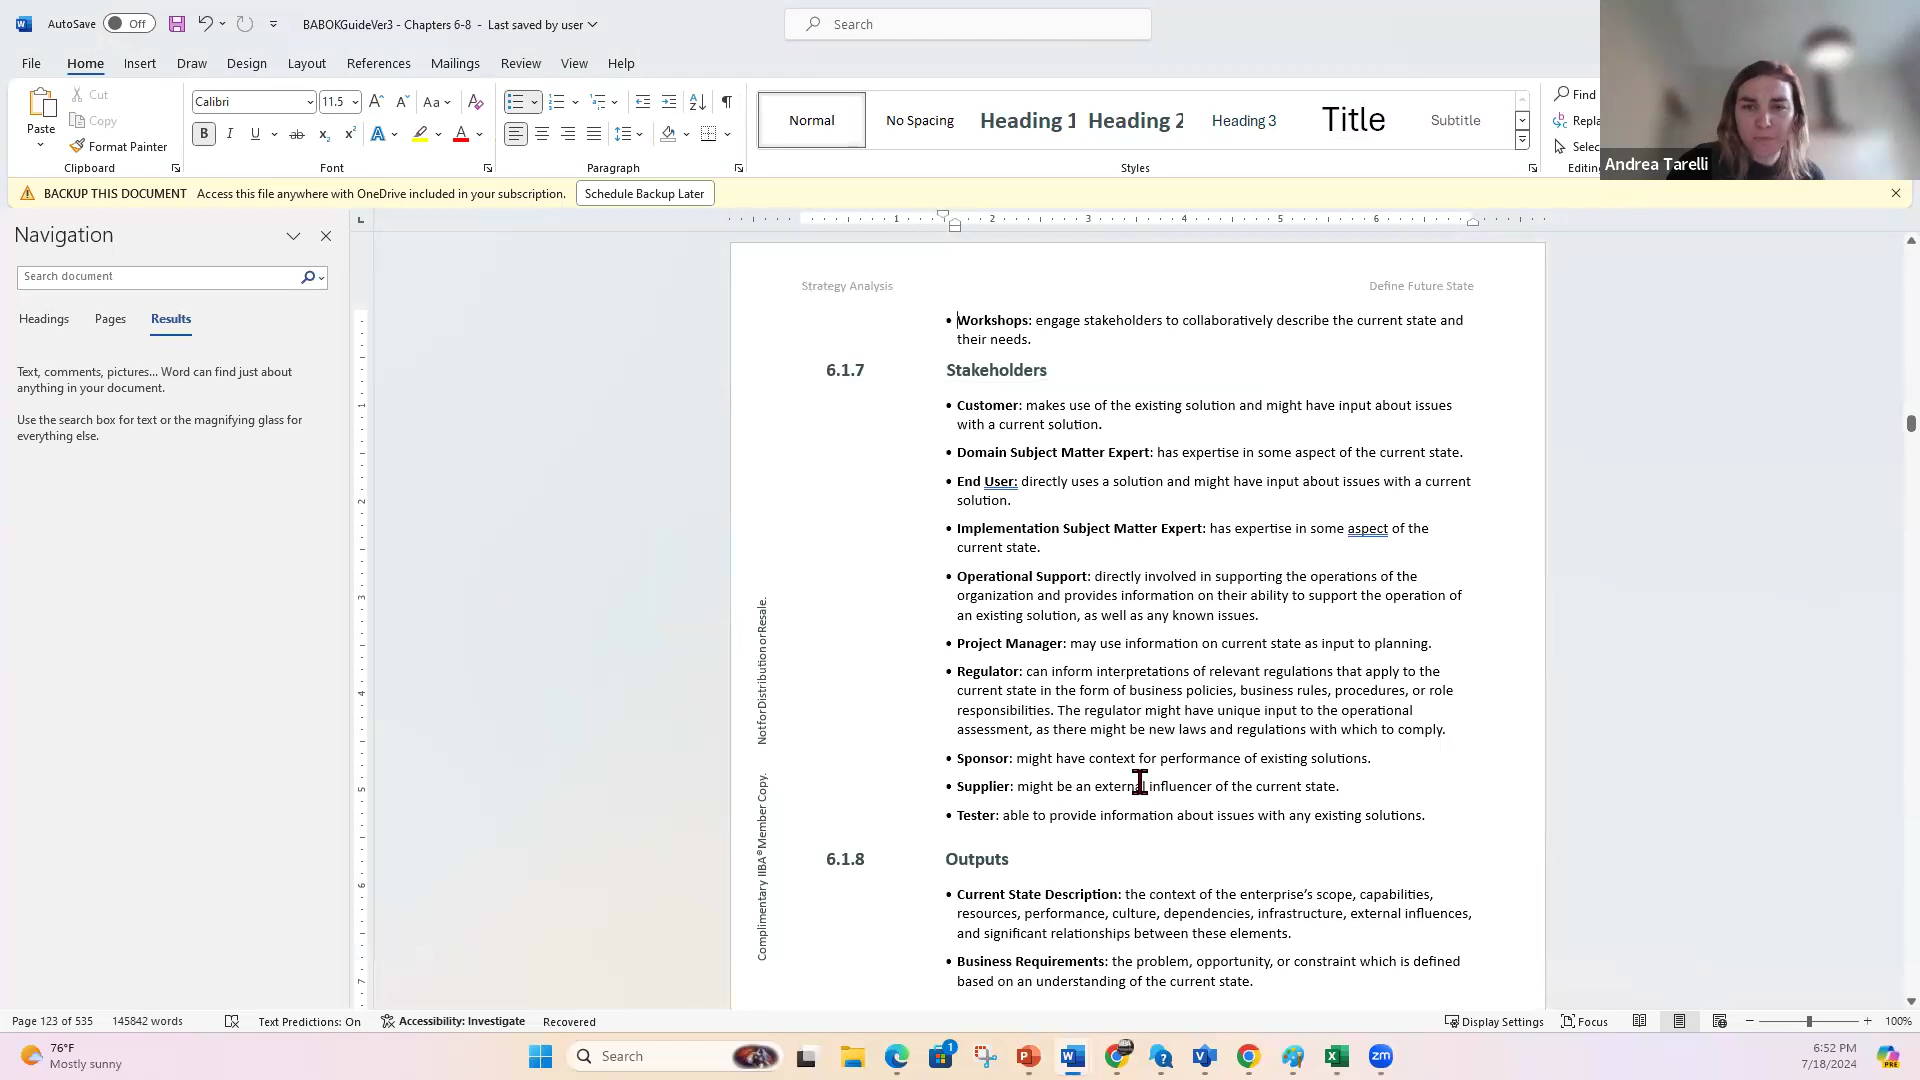 AutoSave Off BABOKGuideVer3 - Chapters 6-8 - Last saved by user Search
File Home Insert Draw Design Layout References Mailings Review View Help
Paste Cut Copy Format Painter
Calibri 11.5
Normal No Spacing Heading 1 Heading 2 Heading 3 Title Subtitle
Find
Clipboard Font Paragraph Styles Editing
Andrea Tarelli
BACKUP THIS DOCUMENT Access this file anywhere with OneDrive included in your subscription. Schedule Backup Later
Navigation
Search document
Headings Pages Results
Text, comments, pictures... Word can find just about
anything in your document.
Use the search box for text or the magnifying glass for
everything else.
1 2 3 4 5 6
1
2
3
4
5
6
7
Strategy Analysis Define Future State
• Workshops: engage stakeholders to collaboratively describe the current state and
their needs.
6.1.7 Stakeholders
• Customer: makes use of the existing solution and might have input about issues
with a current solution.
• Domain Subject Matter Expert: has expertise in some aspect of the current state.
• End User: directly uses a solution and might have input about issues with a current
solution.
• Implementation Subject Matter Expert: has expertise in some aspect of the
current state.
• Operational Support: directly involved in supporting the operations of the
organization and provides information on their ability to support the operation of
an existing solution, as well as any known issues.
• Project Manager: may use information on current state as input to planning.
• Regulator: can inform interpretations of relevant regulations that apply to the
current state in the form of business policies, business rules, procedures, or role
responsibilities. The regulator might have unique input to the operational
assessment, as there might be new laws and regulations with which to comply.
• Sponsor: might have context for performance of existing solutions.
• Supplier: might be an external influencer of the current state.
• Tester: able to provide information about issues with any existing solutions.
6.1.8 Outputs
• Current State Description: the context of the enterprise's scope, capabilities,
resources, performance, culture, dependencies, infrastructure, external influences,
and significant relationships between these elements.
• Business Requirements: the problem, opportunity, or constraint which is defined
based on an understanding of the current state.
Complimentary IIBA® Member Copy. Not for Distribution or Resale.
Page 123 of 535 145842 words Text Predictions: On Accessibility: Investigate Recovered Display Settings Focus 100%
76°F
Mostly sunny
Search
6:52 PM
7/18/2024